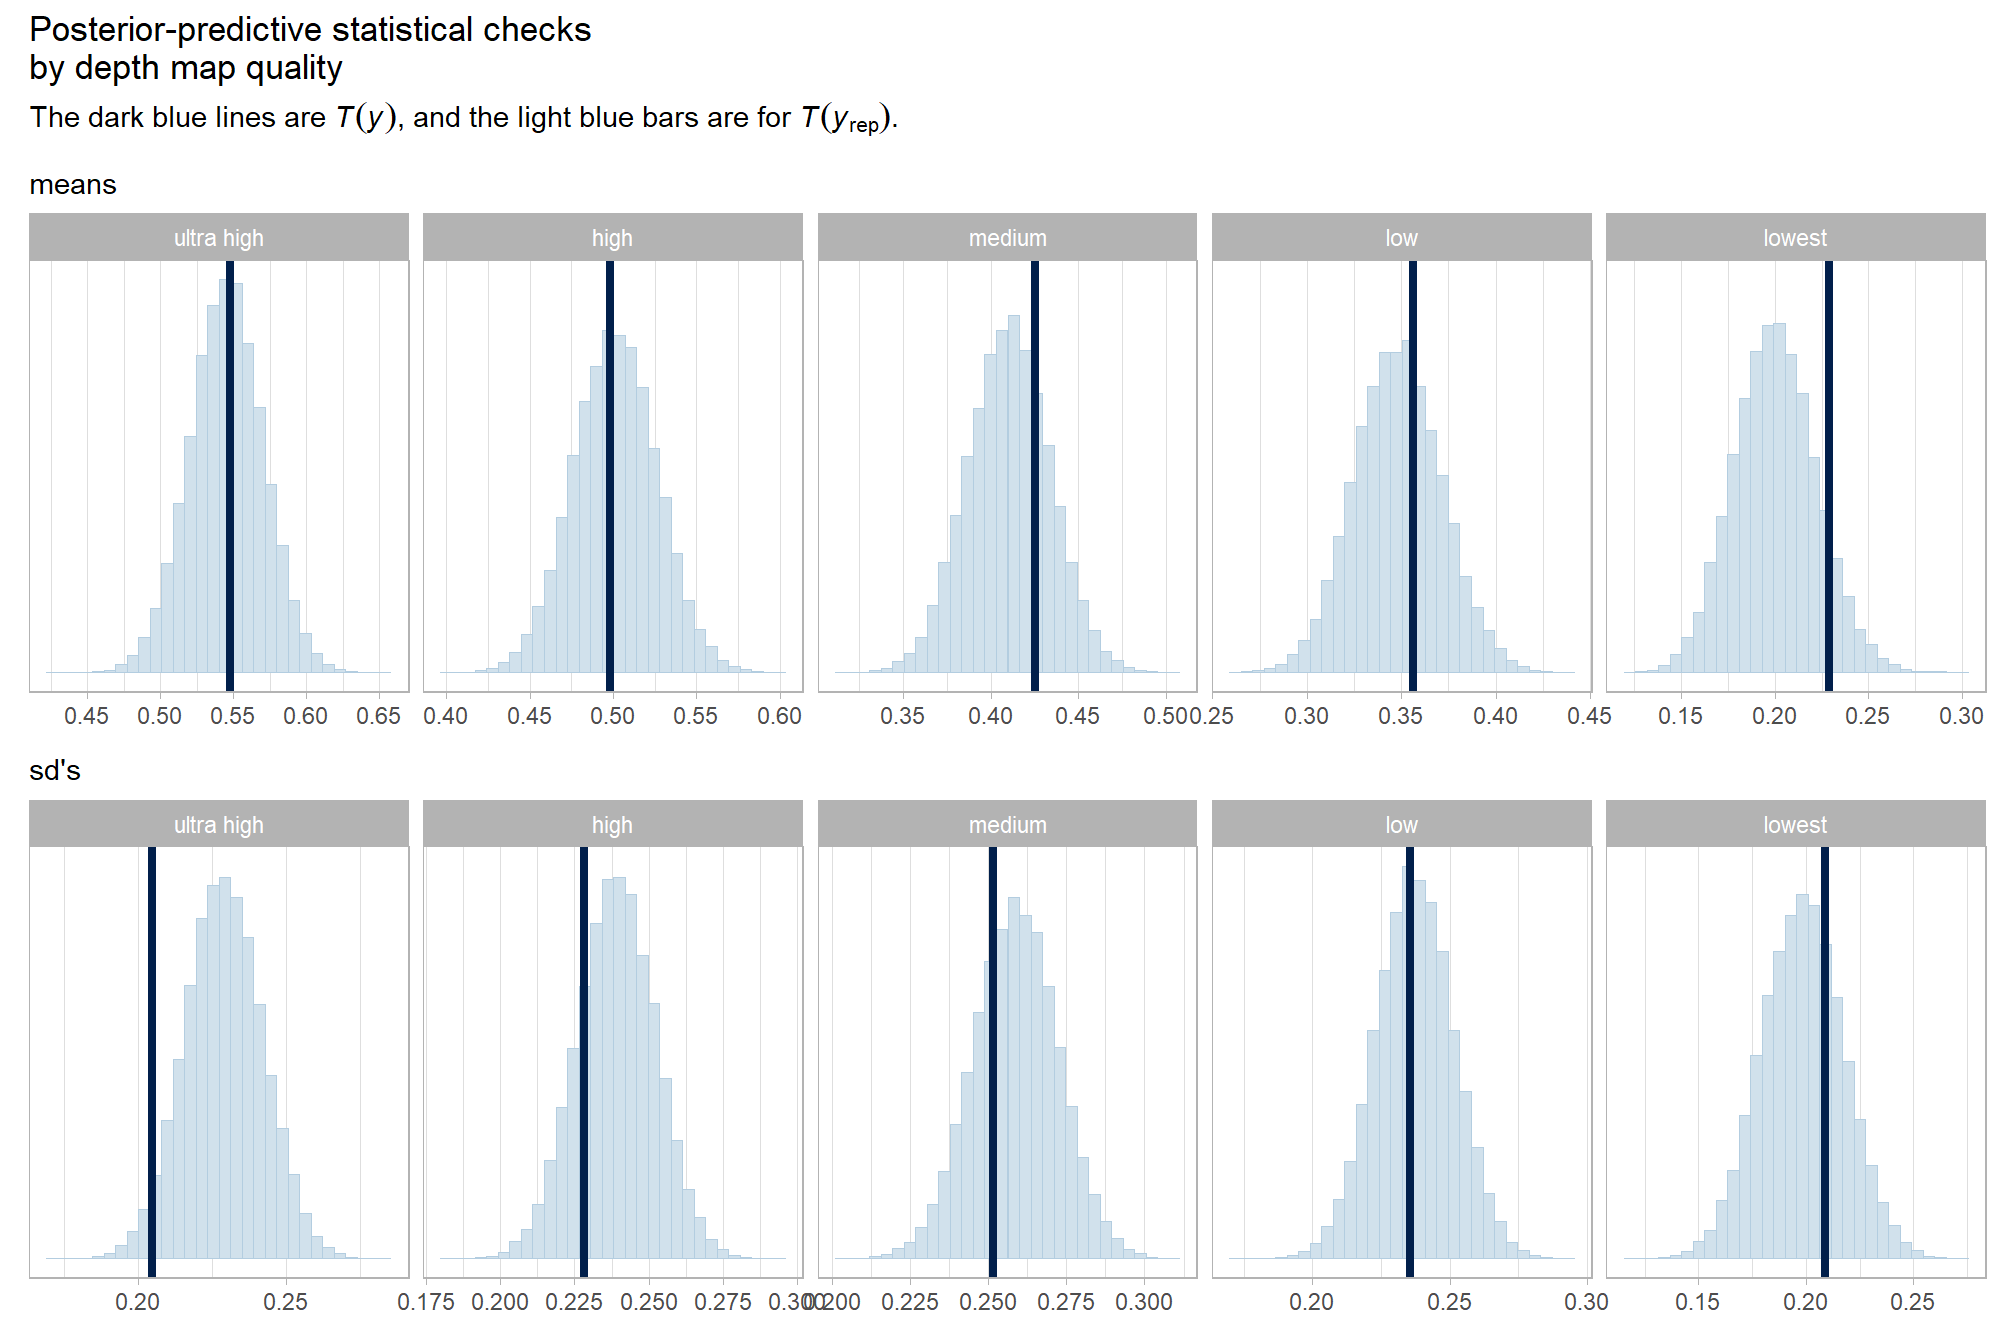 Posterior-predictive statistical checks
by depth map quality
The dark blue lines are T(y), and the light blue bars are for T(yrep).
means
ultra high high medium low lowest
0.45 0.50 0.55 0.60 0.65 0.40 0.45 0.50 0.55 0.60 0.35 0.40 0.45 0.50 0.25 0.30 0.35 0.40 0.45 0.15 0.20 0.25 0.30
sd's
ultra high high medium low lowest
0.20 0.25 0.175 0.200 0.225 0.250 0.275 0.300 0.200 0.225 0.250 0.275 0.300 0.20 0.25 0.30 0.15 0.20 0.25